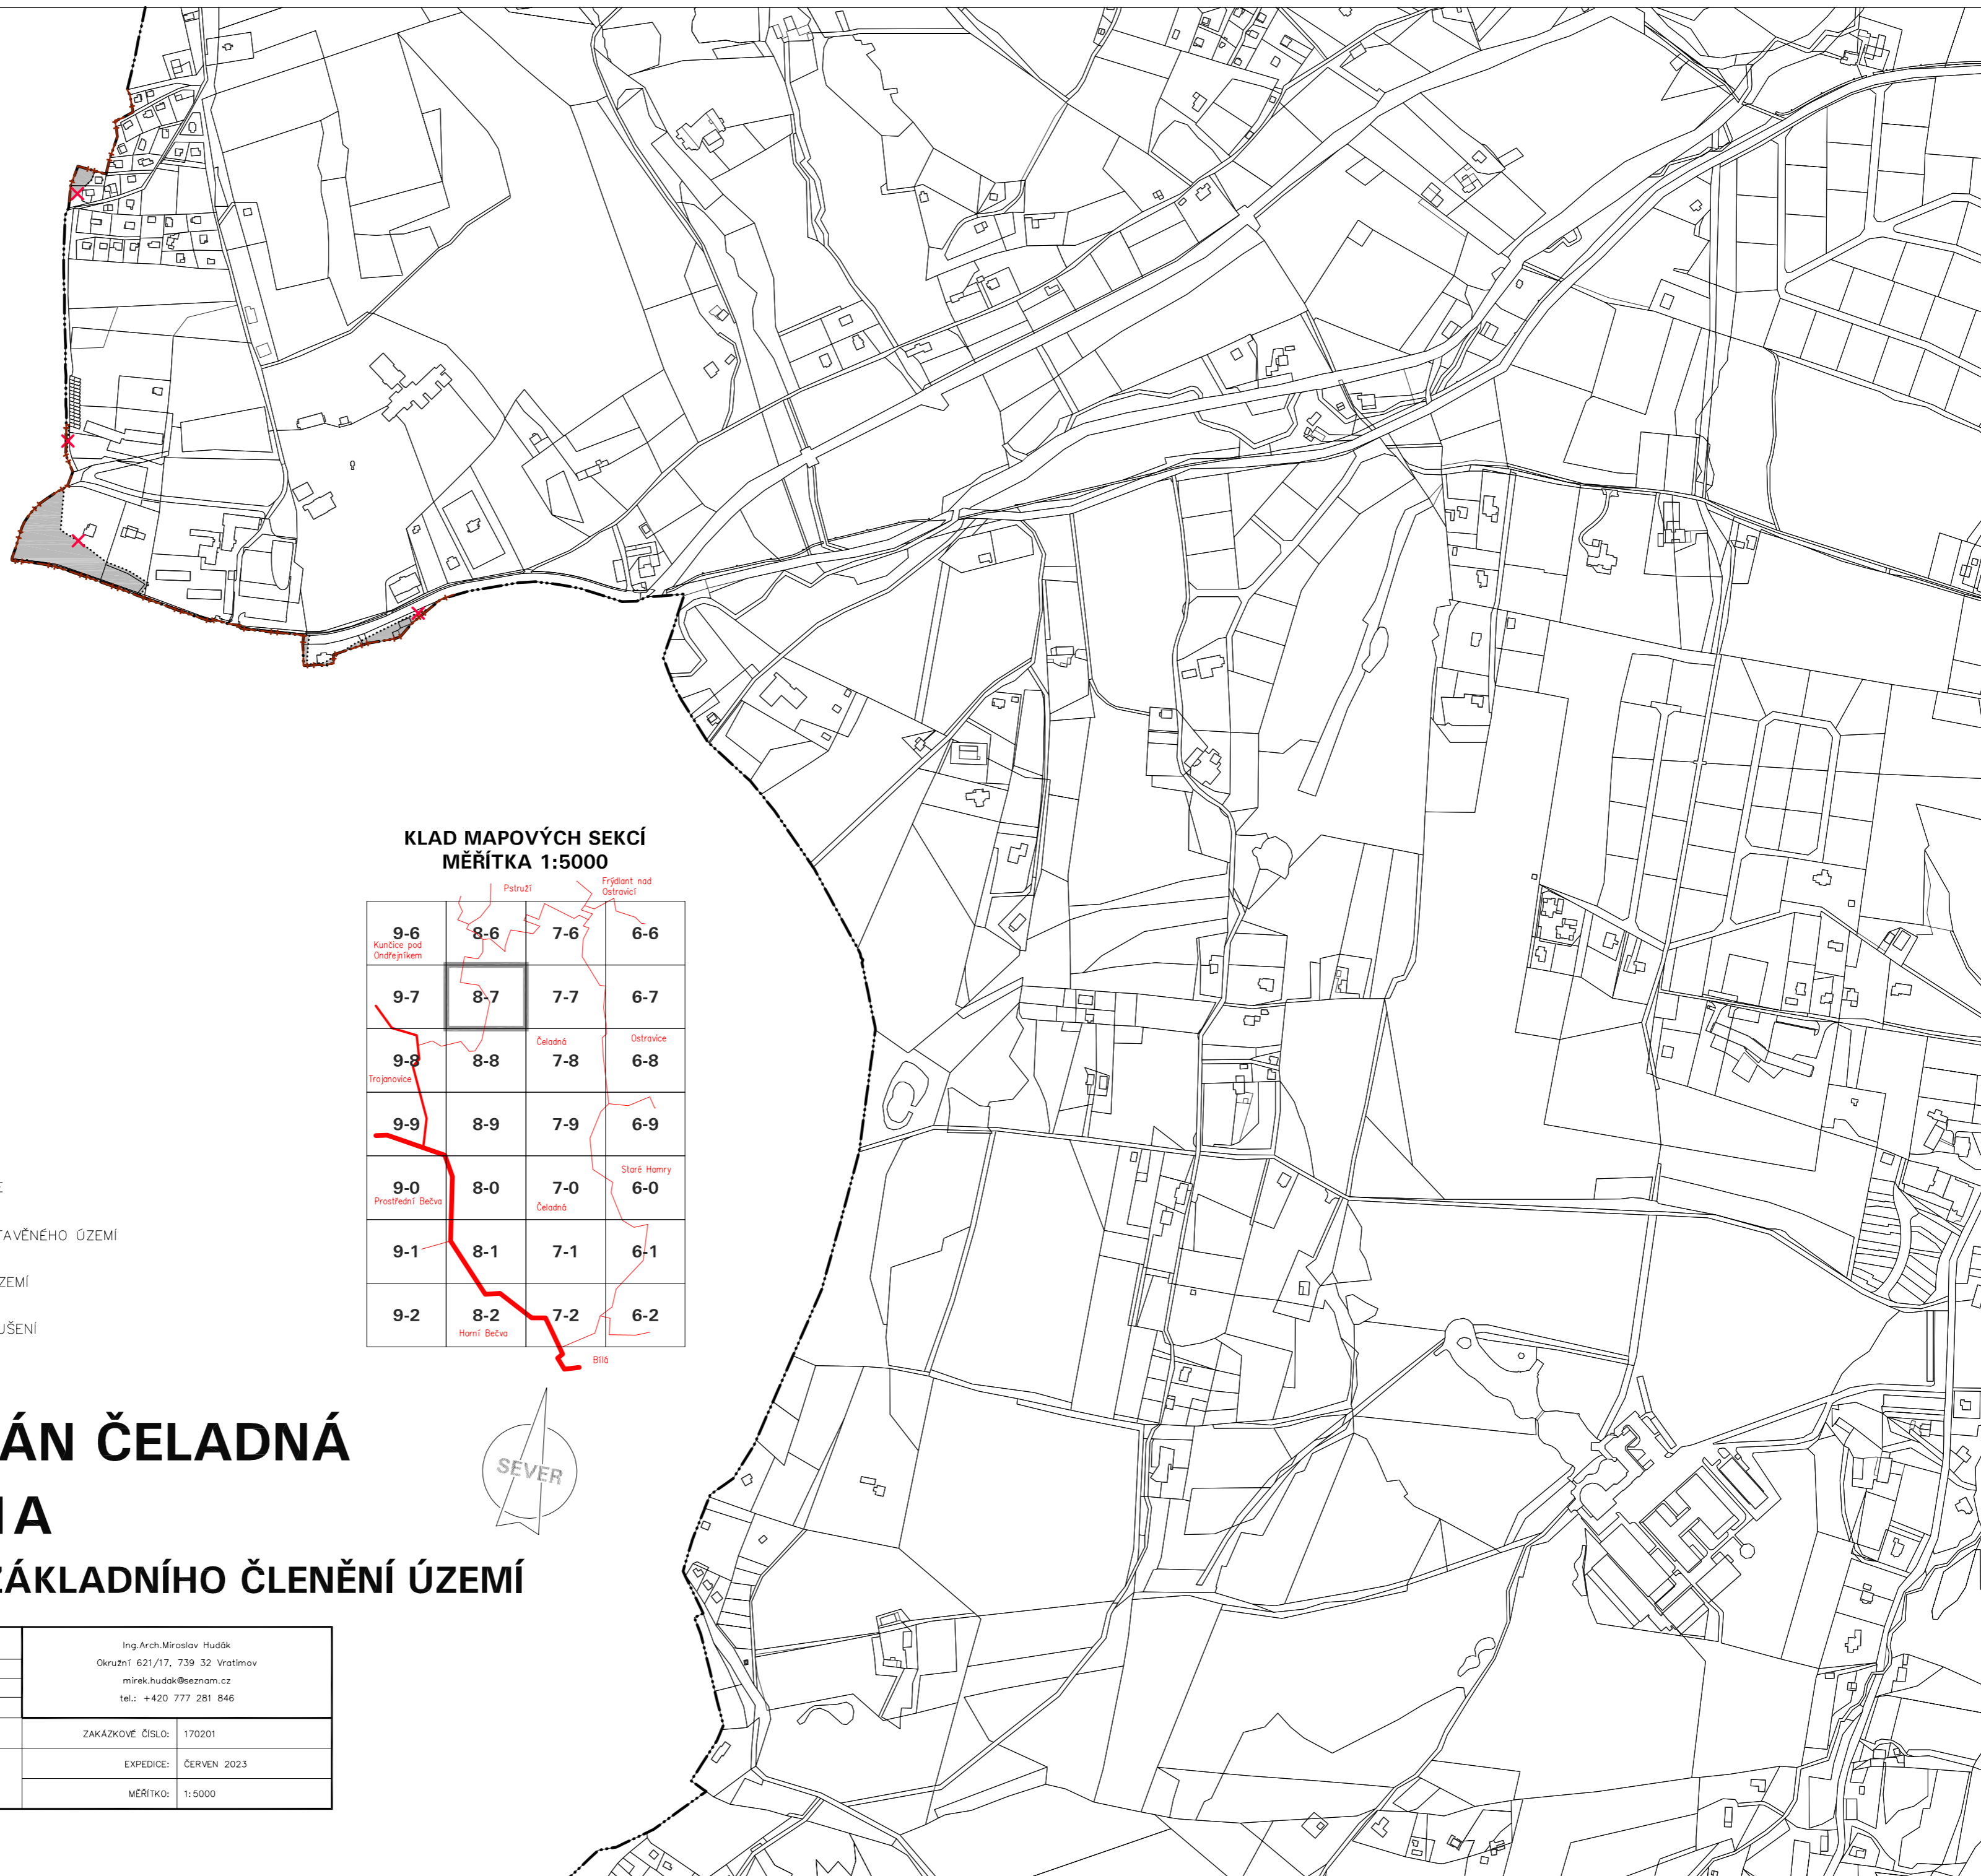 KLAD MAPOVÝCH SEKCÍ
MĚŘÍTKA 1:5000
Pstruží
Frýdlant nad
Ostravicí
9-6 8-6 7-6 6-6
Kunčice pod
Ondřejníkem
9-7 8-7 7-7 6-7
Čeladná
Ostravice
9-8 8-8 7-8 6-8
Trojanovice
9-9 8-9 7-9 6-9
Staré Hamry
9-0 8-0 7-0 6-0
Prostřední Bečva
Čeladná
9-1 8-1 7-1 6-1
9-2 8-2 7-2 6-2
Horní Bečva
Bílá
E
TAVĚNÉHO ÚZEMÍ
ZEMÍ
UŠENÍ
ÁN ČELADNÁ
1A
ZÁKLADNÍHO ČLENĚNÍ ÚZEMÍ
SEVER
Ing.Arch.Miroslav Hudák
Okružní 621/17, 739 32 Vratimov
mirek.hudak@seznam.cz
tel.: +420 777 281 846
ZAKÁZKOVÉ ČÍSLO: 170201
EXPEDICE: ČERVEN 2023
MĚŘÍTKO: 1:5000